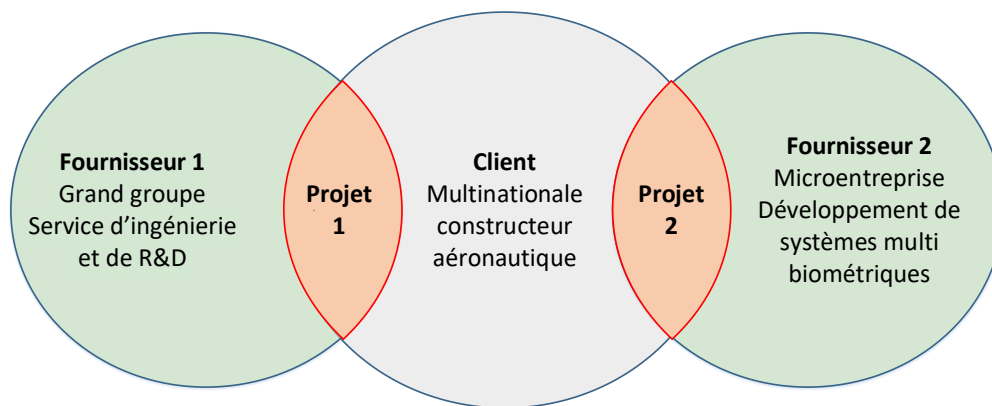 Fournisseur 1
Grand groupe
Service d'ingénierie
et de R&D
Projet
1
Client
Multinationale
constructeur
aéronautique
Projet
2
Fournisseur 2
Microentreprise
Développement de
systèmes multi
biométriques